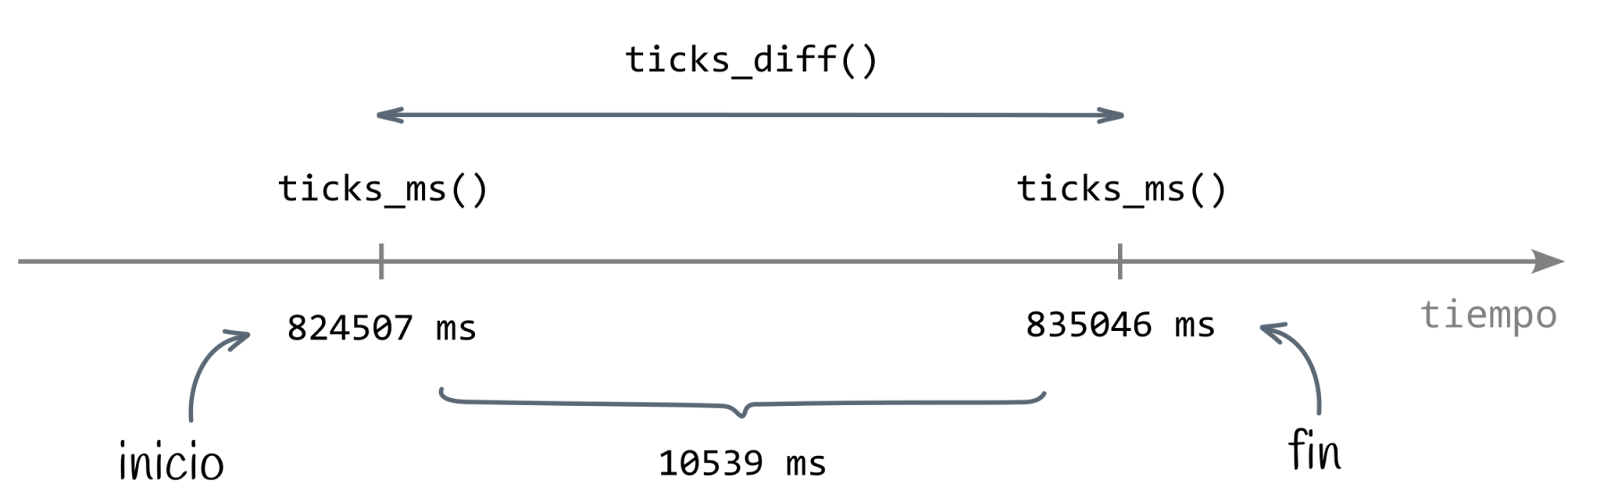 ticks_diff()
ticks_ms()
ticks_ms()
824507 ms
835046 ms
tiempo
inicio
10539 ms
fin